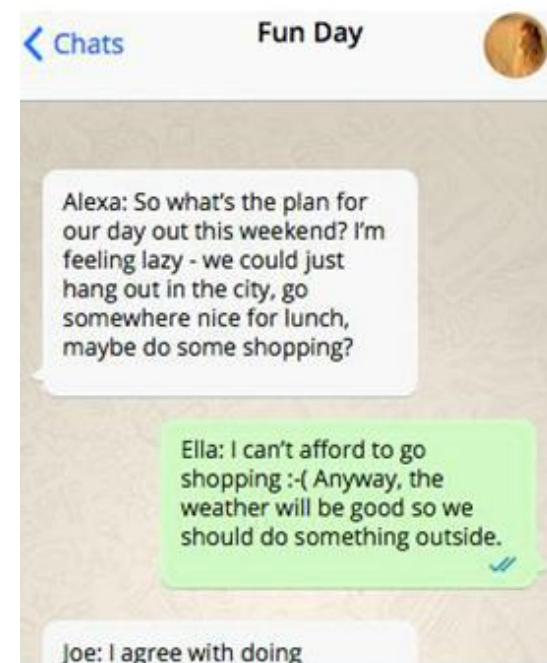 Chats
Fun Day
Alexa: So what's the plan for
our day out this weekend? I'm
feeling lazy - we could just
hang out in the city, go
somewhere nice for lunch,
maybe do some shopping?
Ella: I can't afford to go
shopping :-( Anyway, the
weather will be good so we
should do something outside.
Joe: I agree with doing